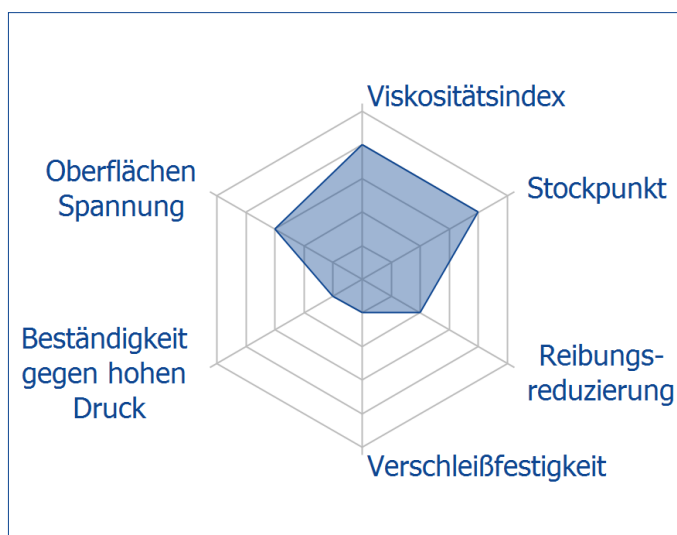 Viskositätsindex
Oberflächen
Spannung
Stockpunkt
Beständigkeit
gegen hohen
Druck
Reibungs-
reduzierung
Verschleißfestigkeit